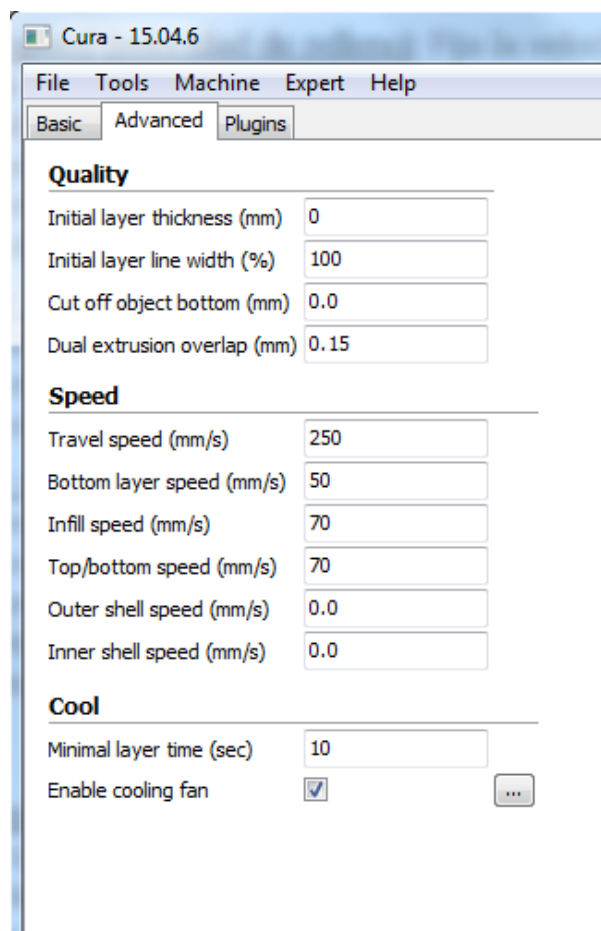 Cura - 15.04.6
File Tools Machine Expert Help
Basic Advanced Plugins
Quality
Initial layer thickness (mm) 0
Initial layer line width (%) 100
Cut off object bottom (mm) 0.0
Dual extrusion overlap (mm) 0.15
Speed
Travel speed (mm/s) 250
Bottom layer speed (mm/s) 50
Infill speed (mm/s) 70
Top/bottom speed (mm/s) 70
Outer shell speed (mm/s) 0.0
Inner shell speed (mm/s) 0.0
Cool
Minimal layer time (sec) 10
Enable cooling fan ...